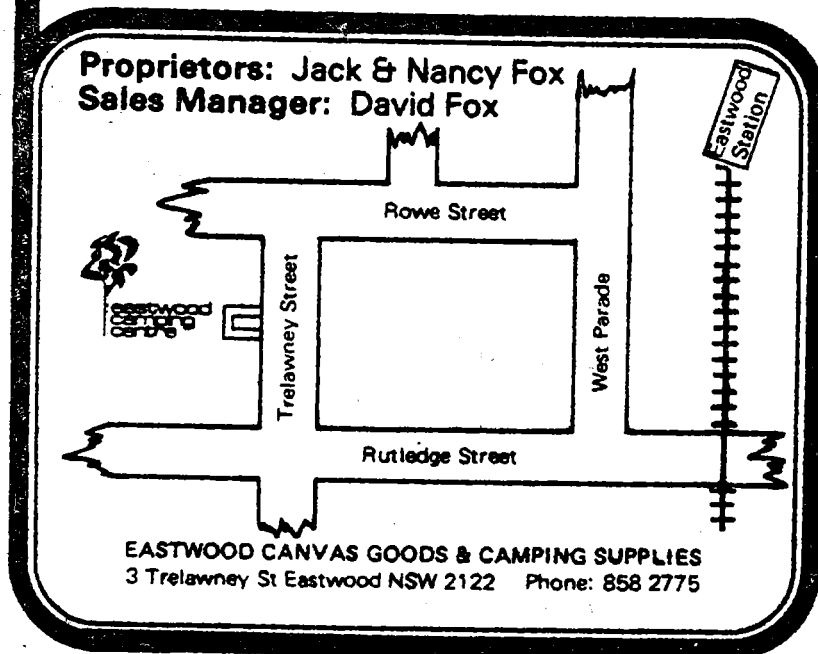 Proprietors: Jack & Nancy Fox
Sales Manager: David Fox
Eastwood
Station
Rowe Street
Trelawney Street
West Parade
eastwood
camping
centre
Rutledge Street
EASTWOOD CANVAS GOODS & CAMPING SUPPLIES
3 Trelawney St Eastwood NSW 2122 Phone: 858 2775